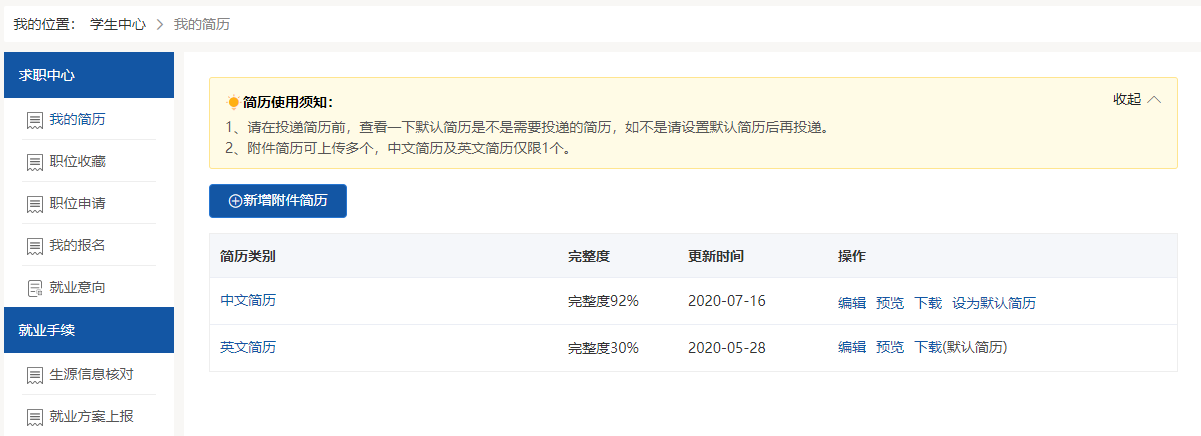 我的位置： 学生中心 > 我的简历
求职中心
我的简历
职位收藏
职位申请
我的报名
就业意向
就业手续
生源信息核对
就业方案上报
简历使用须知：
收起
1、请在投递简历前，查看一下默认简历是不是需要投递的简历，如不是请设置默认简历后再投递。
2、附件简历可上传多个，中文简历及英文简历仅限1个。
新增附件简历
简历类别 完整度 更新时间 操作
中文简历 完整度92% 2020-07-16 编辑 预览 下载 设为默认简历
英文简历 完整度30% 2020-05-28 编辑 预览 下载(默认简历)